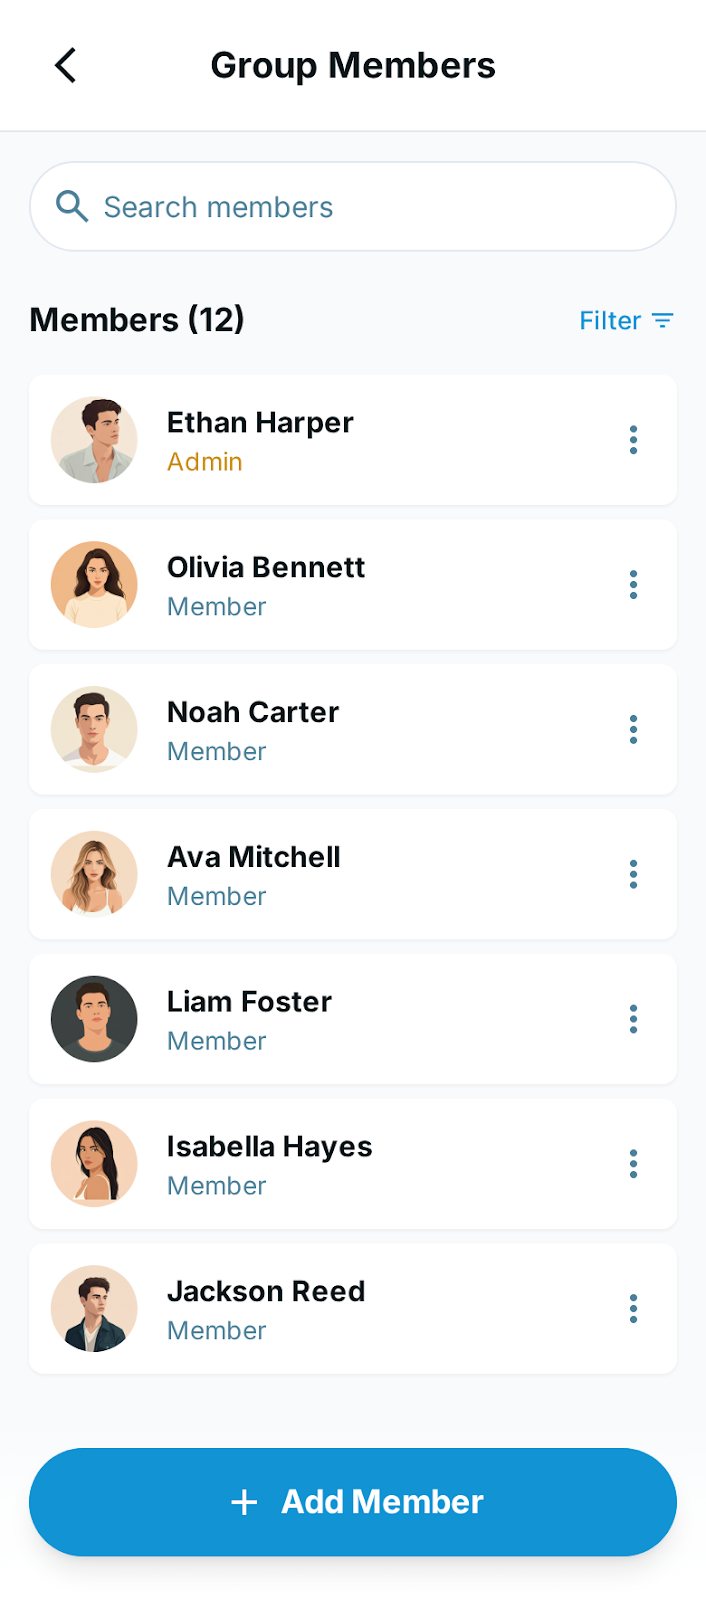 Group Members
Search members
Members (12)
Filter
Ethan Harper
Admin
Olivia Bennett
Member
Noah Carter
Member
Ava Mitchell
Member
Liam Foster
Member
Isabella Hayes
Member
Jackson Reed
Member
+ Add Member